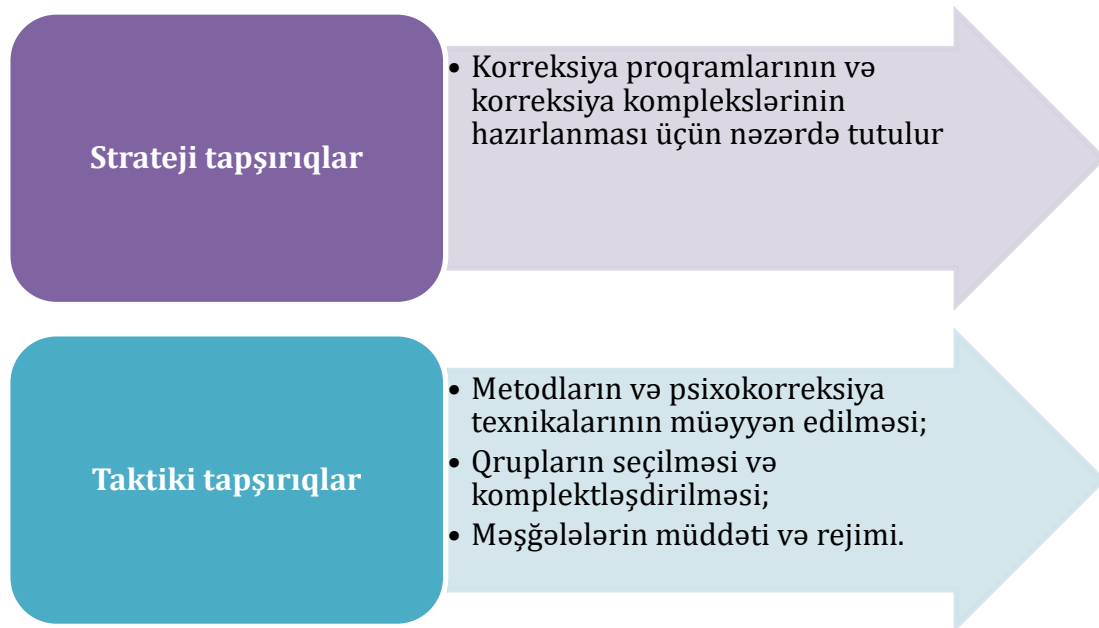 Strateji tapşırıqlar
• Korreksiya proqramlarının və
korreksiya komplekslərinin
hazırlanması üçün nəzərdə tutulur
Taktiki tapşırıqlar
• Metodların və psixokorreksiya
texnikalarının müəyyən edilməsi;
• Qrupların seçilməsi və
komplektləşdirilməsi;
• Məşğələlərin müddəti və rejimi.